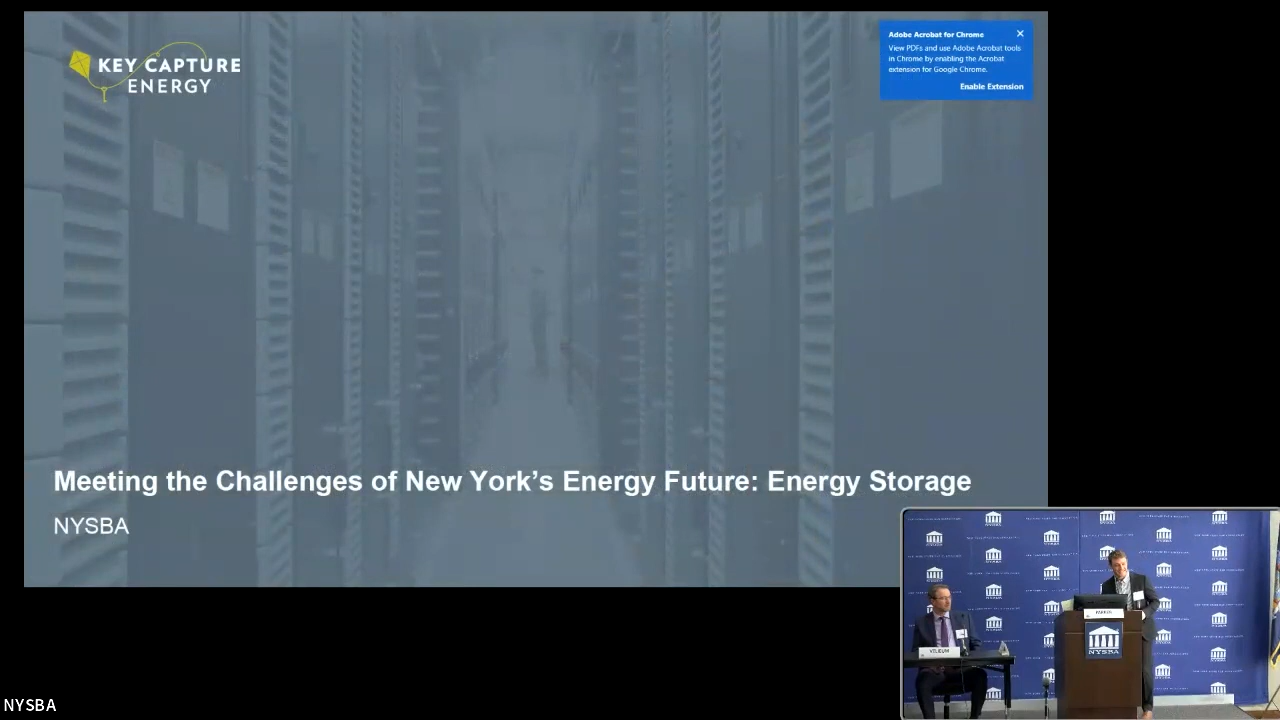 KEY CAPTURE
ENERGY
Adobe Acrobat for Chrome
View PDFs and use Adobe Acrobat tools
in Chrome by enabling the Acrobat
extension for Google Chrome.
Enable Extension
Meeting the Challenges of New York's Energy Future: Energy Storage
NYSBA
NYSBA
NYSBA